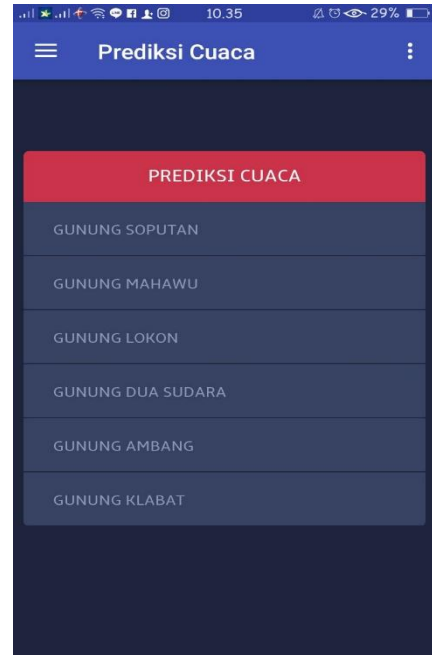 10.35
29%
Prediksi Cuaca
PREDIKSI CUACA
GUNUNG SOPUTAN
GUNUNG MAHAWU
GUNUNG LOKON
GUNUNG DUA SUDARA
GUNUNG AMBANG
GUNUNG KLABAT